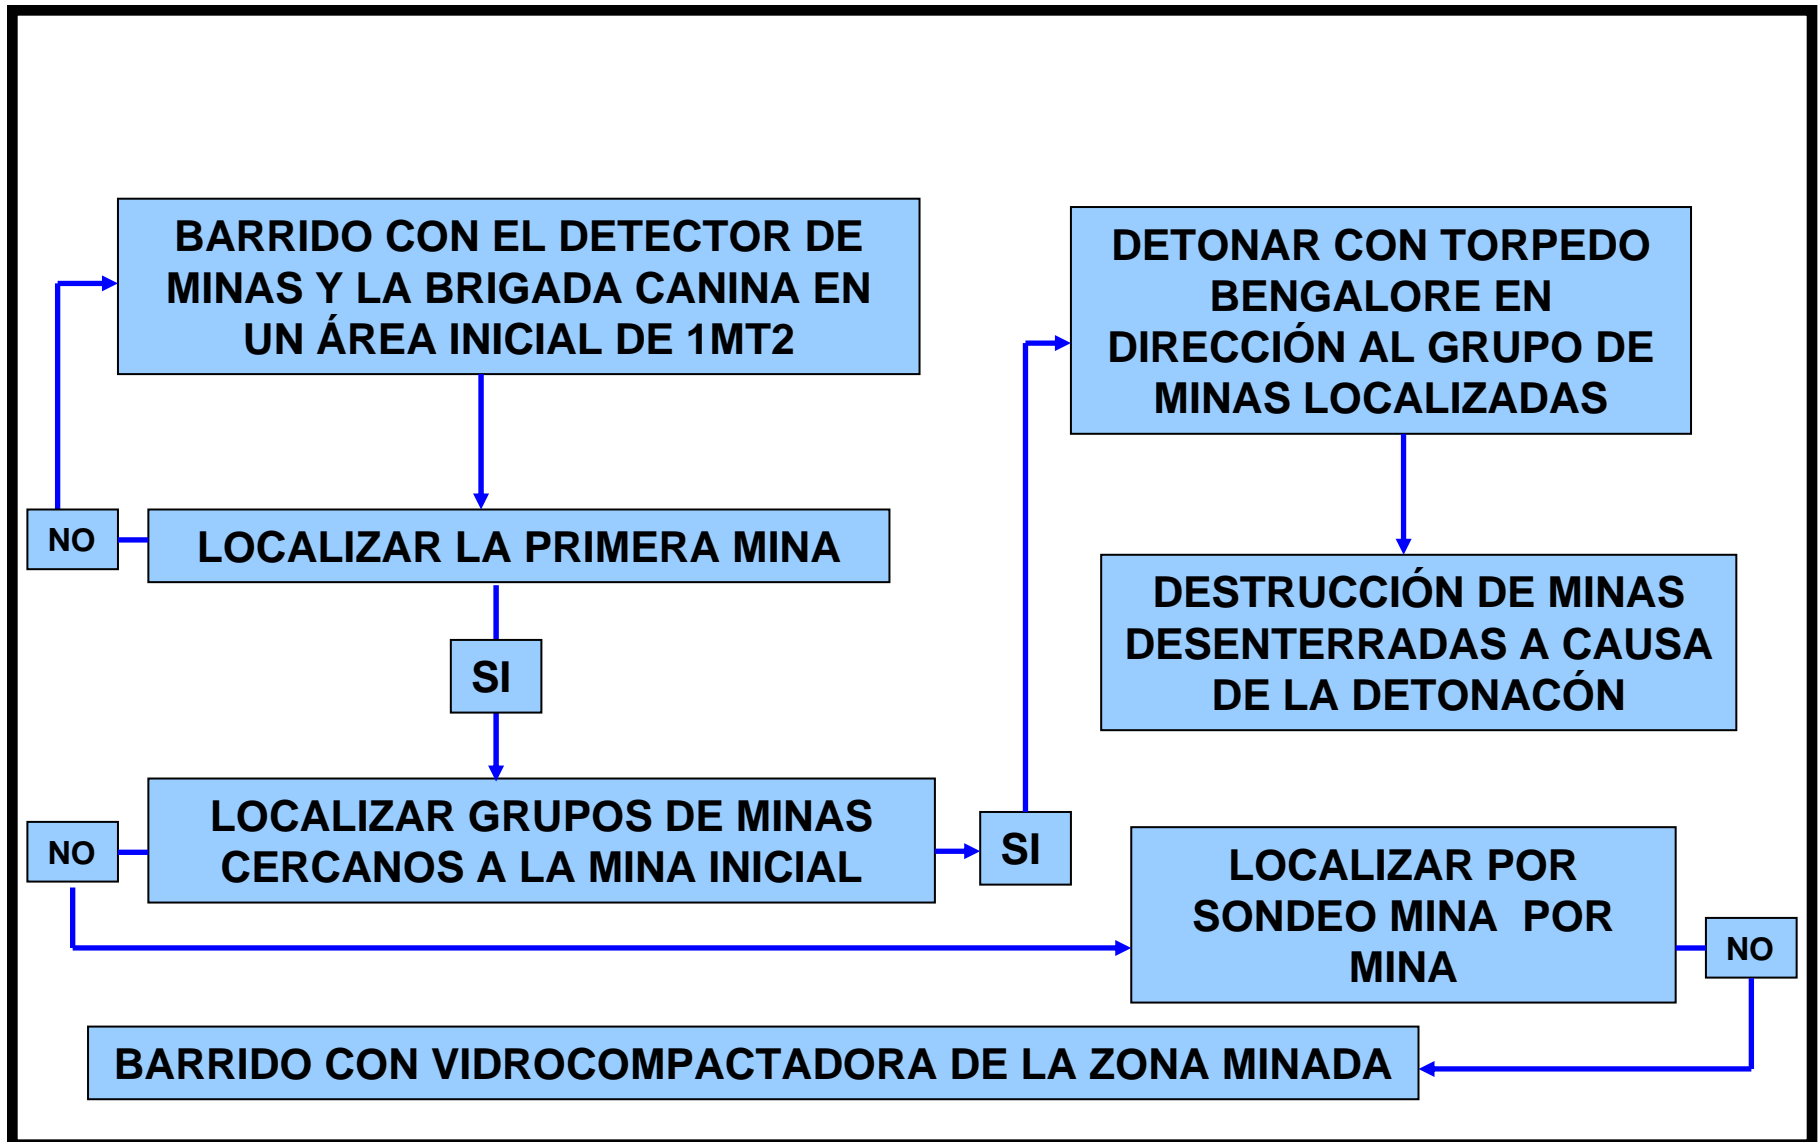 BARRIDO CON EL DETECTOR DE
MINAS Y LA BRIGADA CANINA EN
UN ÁREA INICIAL DE 1MT2
NO
LOCALIZAR LA PRIMERA MINA
SI
NO
LOCALIZAR GRUPOS DE MINAS
CERCANOS A LA MINA INICIAL
SI
DETONAR CON TORPEDO
BENGALORE EN
DIRECCIÓN AL GRUPO DE
MINAS LOCALIZADAS
DESTRUCCIÓN DE MINAS
DESENTERRADAS A CAUSA
DE LA DETONACÓN
LOCALIZAR POR
SONDEO MINA POR
MINA
NO
BARRIDO CON VIDROCOMPACTADORA DE LA ZONA MINADA